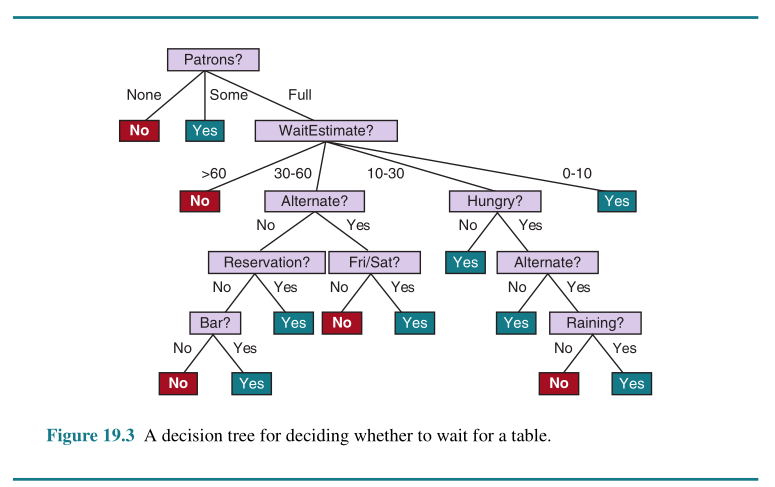 Patrons?
None Some Full
No Yes WaitEstimate?
>60 30-60 10-30 0-10
No Alternate? Hungry? Yes
No Yes No Yes
Reservation? Fri/Sat? Yes Alternate?
No Yes No Yes No Yes
Bar? Yes No Yes Yes Raining?
No Yes No Yes
No Yes No Yes
Figure 19.3 A decision tree for deciding whether to wait for a table.